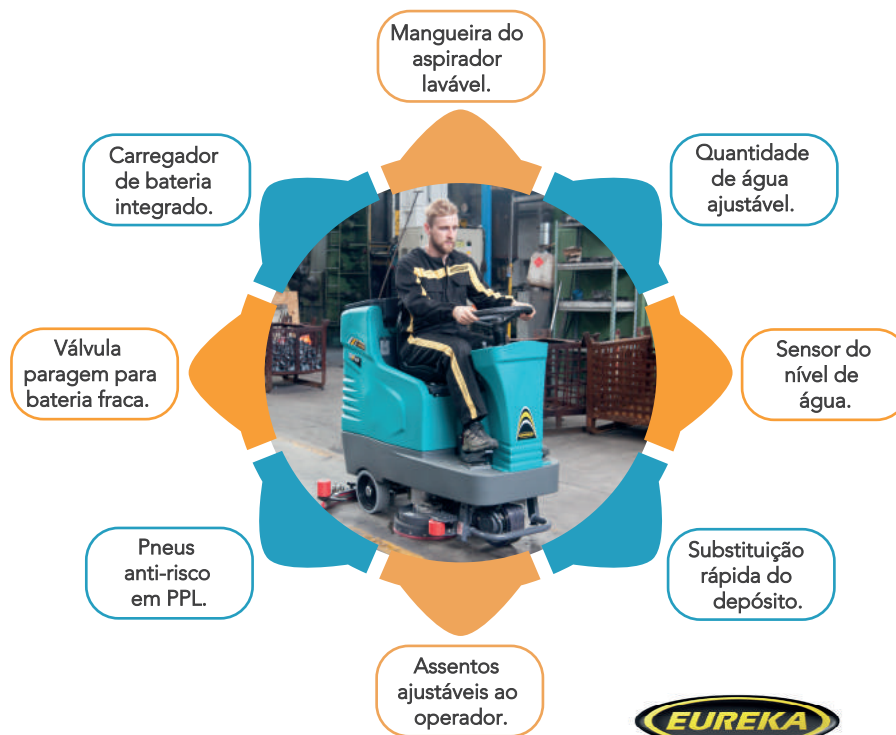 Mangueira do
aspirador
lavável.
Quantidade
de água
ajustável.
Sensor do
nível de
água.
Substituição
rápida do
depósito.
Assentos
ajustáveis ao
operador.
Pneus
anti-risco
em PPL.
Válvula
paragem para
bateria fraca.
Carregador
de bateria
integrado.
EUREKA